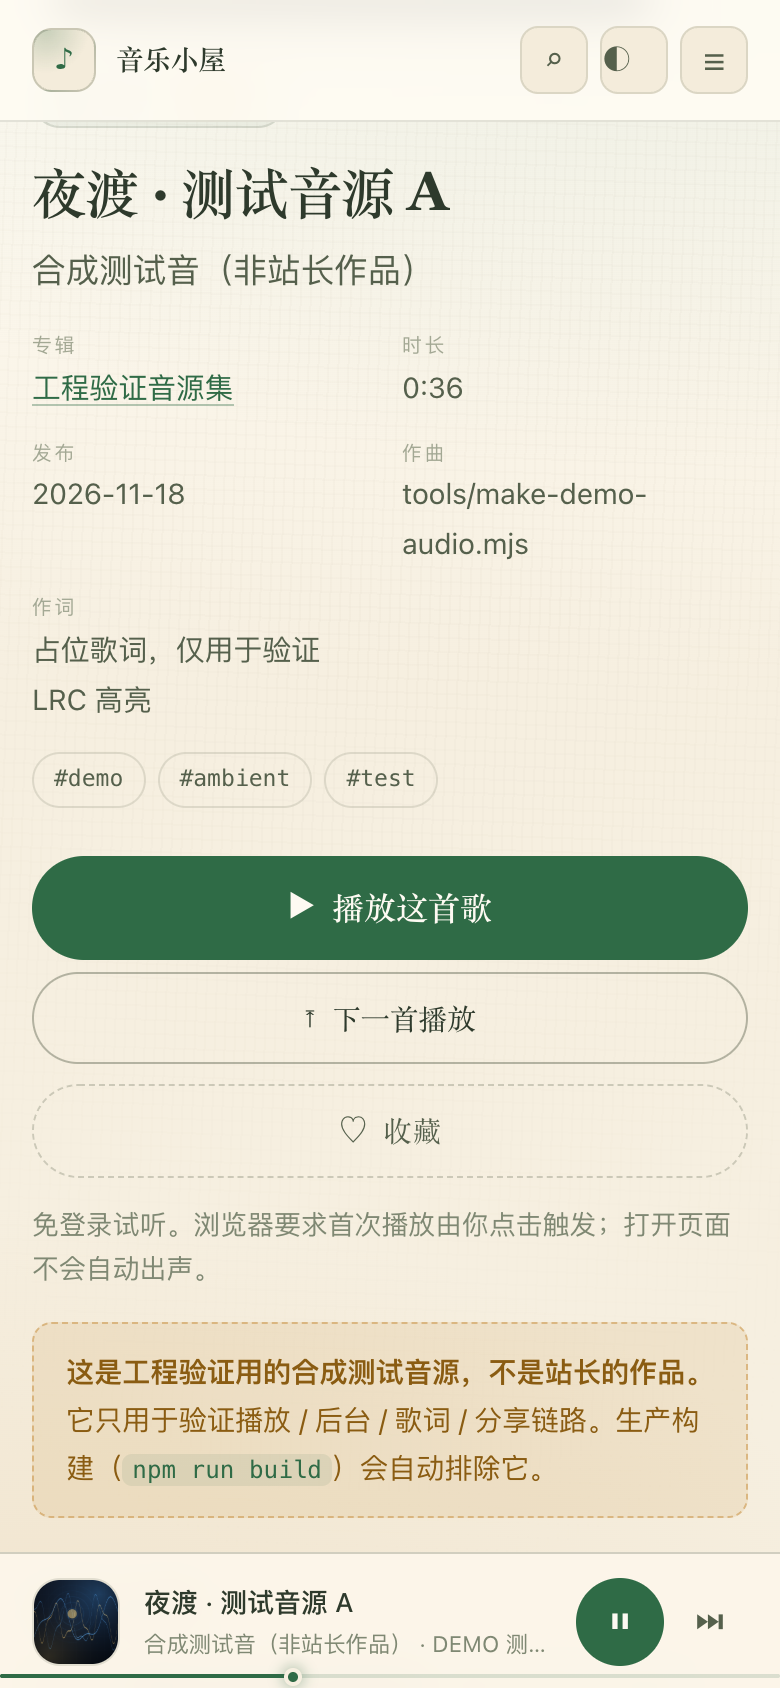 音乐小屋
夜渡 · 测试音源 A
合成测试音（非站长作品）
专辑
时长
工程验证音源集
0:36
发布
作曲
2026-11-18
tools/make-demo-
audio.mjs
作词
占位歌词，仅用于验证
LRC 高亮
#demo #ambient #test
播放这首歌
下一首播放
收藏
免登录试听。浏览器要求首次播放由你点击触发；打开页面
不会自动出声。
这是工程验证用的合成测试音源，不是站长的作品。
它只用于验证播放 / 后台 / 歌词 / 分享链路。生产构
建（npm run build）会自动排除它。
夜渡 · 测试音源 A
合成测试音（非站长作品） · DEMO 测...